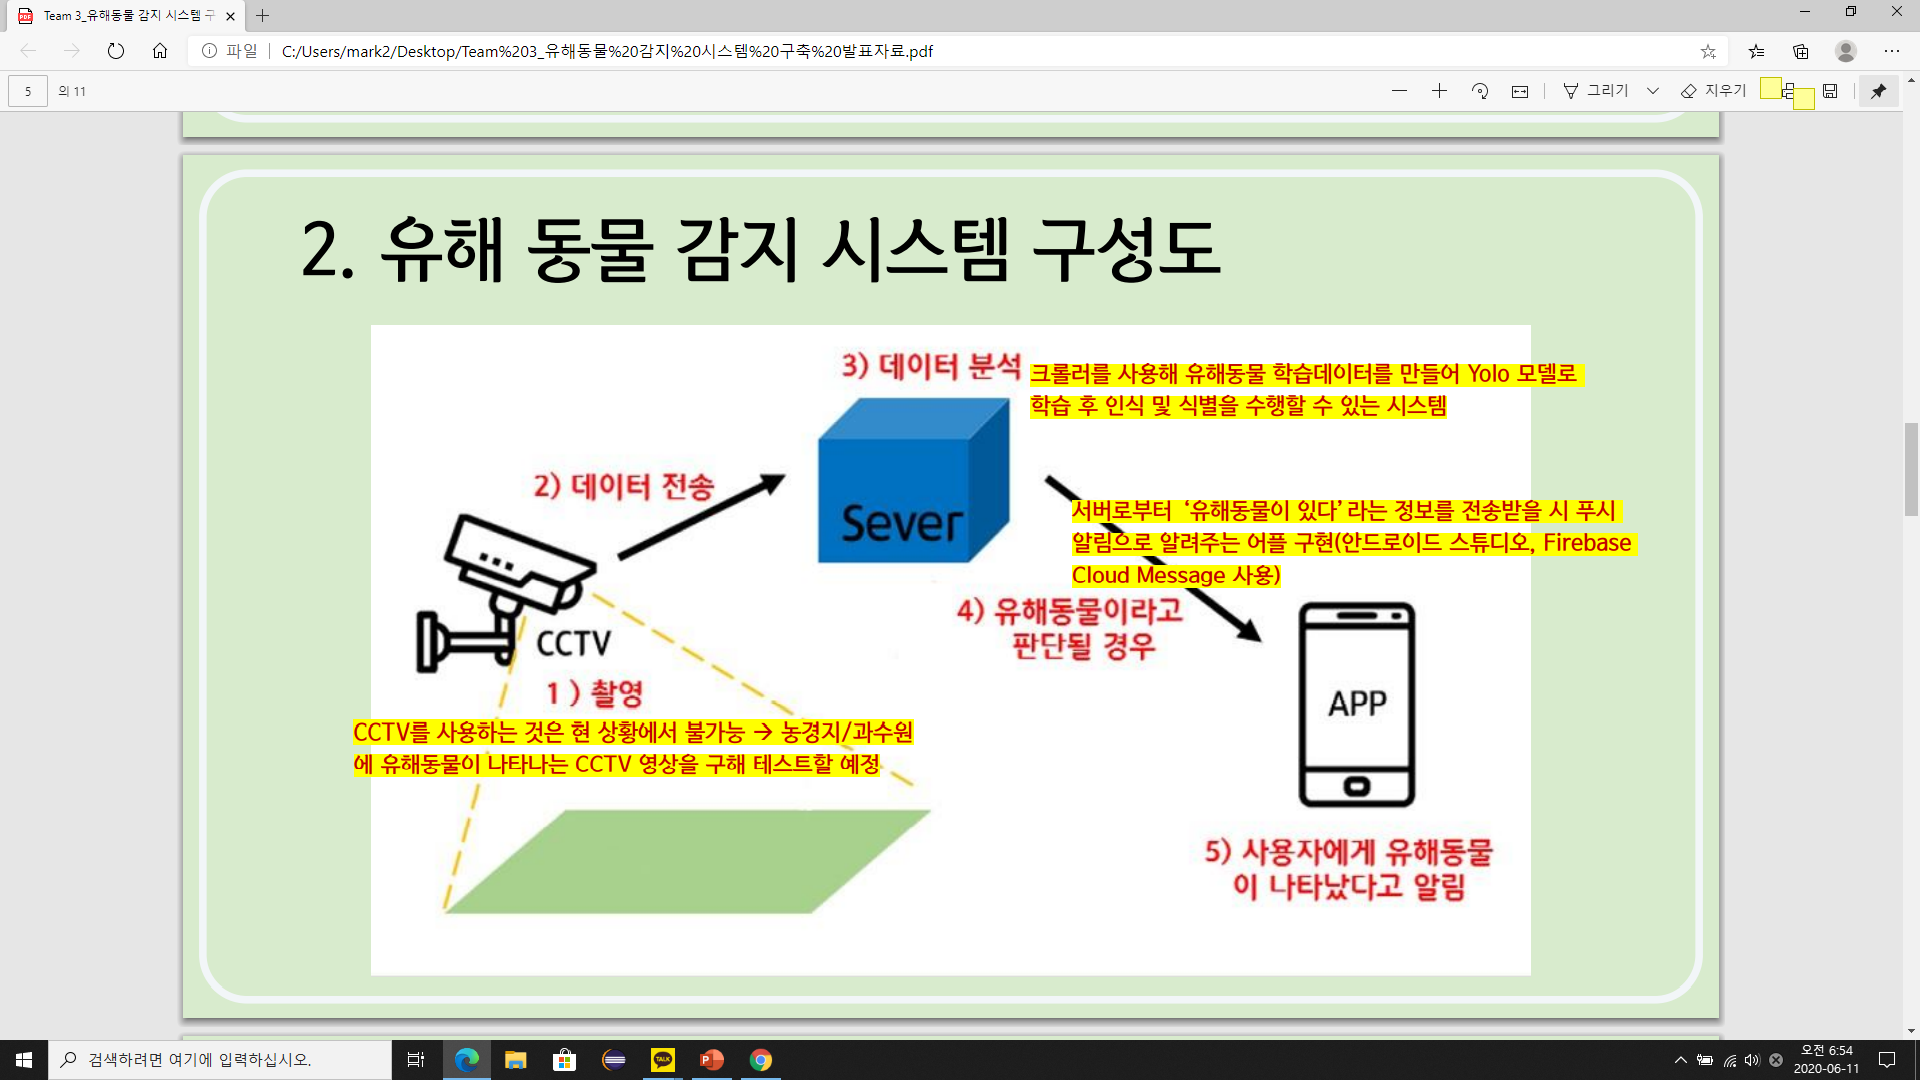 Team 3_유해동물 감지 시스템 구
파일
C:/Users/mark2/Desktop/Team%203_유해동물%20감지%20시스템%20구축%20발표자료.pdf
5 의 11
그리기
지우기
2. 유해 동물 감지 시스템 구성도
3) 데이터 분석
크롤러를 사용해 유해동물 학습데이터를 만들어 Yolo 모델로
학습 후 인식 및 식별을 수행할 수 있는 시스템
2) 데이터 전송
Sever
서버로부터 ‘유해동물이 있다’라는 정보를 전송받을 시 푸시
알림으로 알려주는 어플 구현(안드로이드 스튜디오, Firebase
Cloud Message 사용)
4) 유해동물이라고
판단될 경우
CCTV
1 ) 촬영
CCTV를 사용하는 것은 현 상황에서 불가능 → 농경지/과수원
에 유해동물이 나타나는 CCTV 영상을 구해 테스트할 예정
APP
5) 사용자에게 유해동물
이 나타났다고 알림
검색하려면 여기에 입력하십시오.
TALK
오전 6:54
2020-06-11